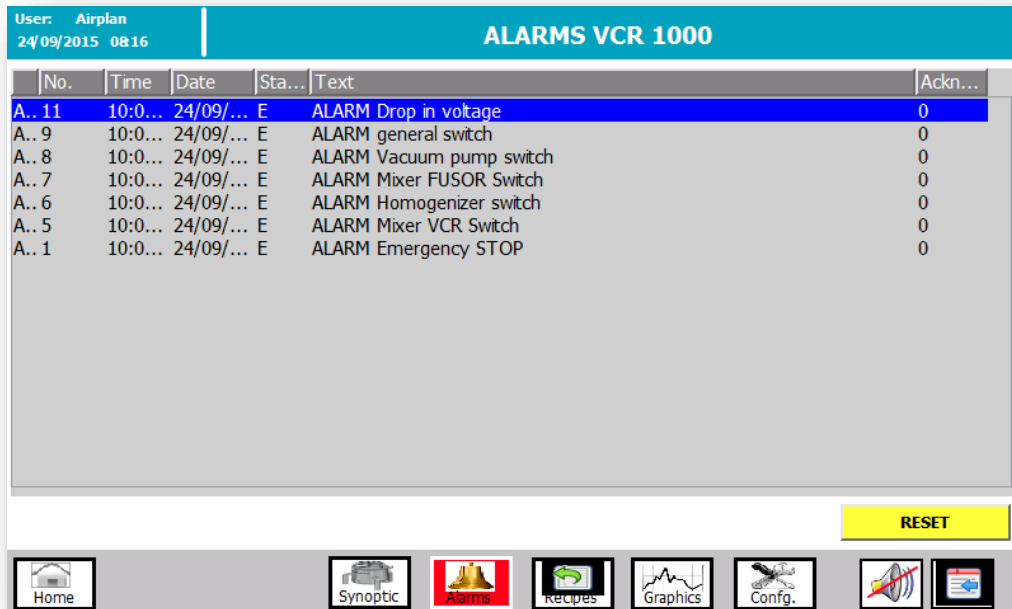 User: Airplan
24/09/2015 08:16
ALARMS VCR 1000
No. Time Date Sta... Text Ackn...
A.. 11 10:0... 24/09/... E ALARM Drop in voltage 0
A.. 9 10:0... 24/09/... E ALARM general switch 0
A.. 8 10:0... 24/09/... E ALARM Vacuum pump switch 0
A.. 7 10:0... 24/09/... E ALARM Mixer FUSOR Switch 0
A.. 6 10:0... 24/09/... E ALARM Homogenizer switch 0
A.. 5 10:0... 24/09/... E ALARM Mixer VCR Switch 0
A.. 1 10:0... 24/09/... E ALARM Emergency STOP 0
RESET
Home Synoptic Alarms Recipes Graphics Confg.